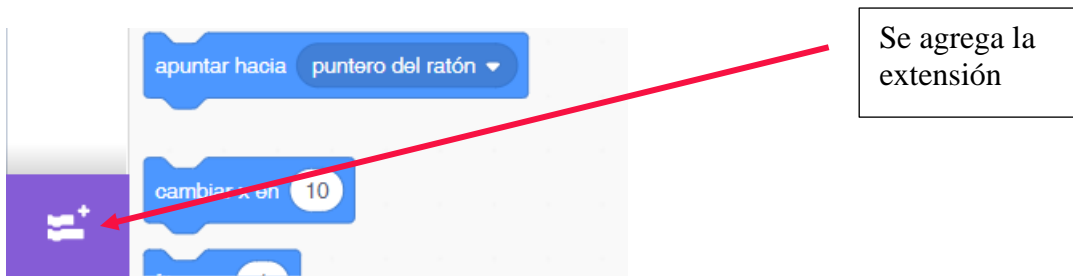 apuntar hacia puntero del ratón
Se agrega la
extensión
cambiar x en 10